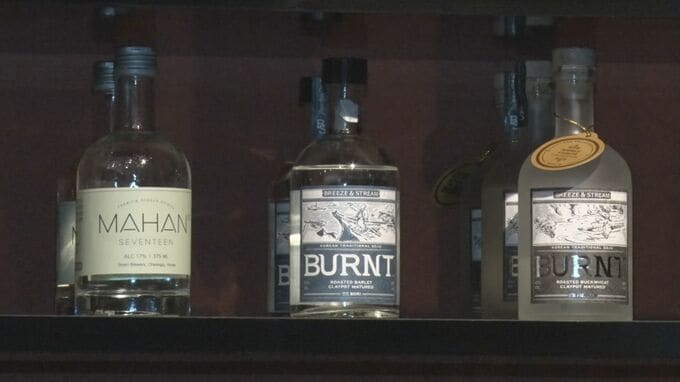 MAHAN
SEVENTEEN
ALC 17% | 375 ML
BREEZE & STREAM
KOREAN TRADITIONAL SOJU
BURNT
ROASTED BARLEY
CLAYPOT MATURED
BREEZE & STREAM
KOREAN TRADITIONAL SOJU
BURNT
ROASTED BUCKWHEAT
CLAYPOT MATURED